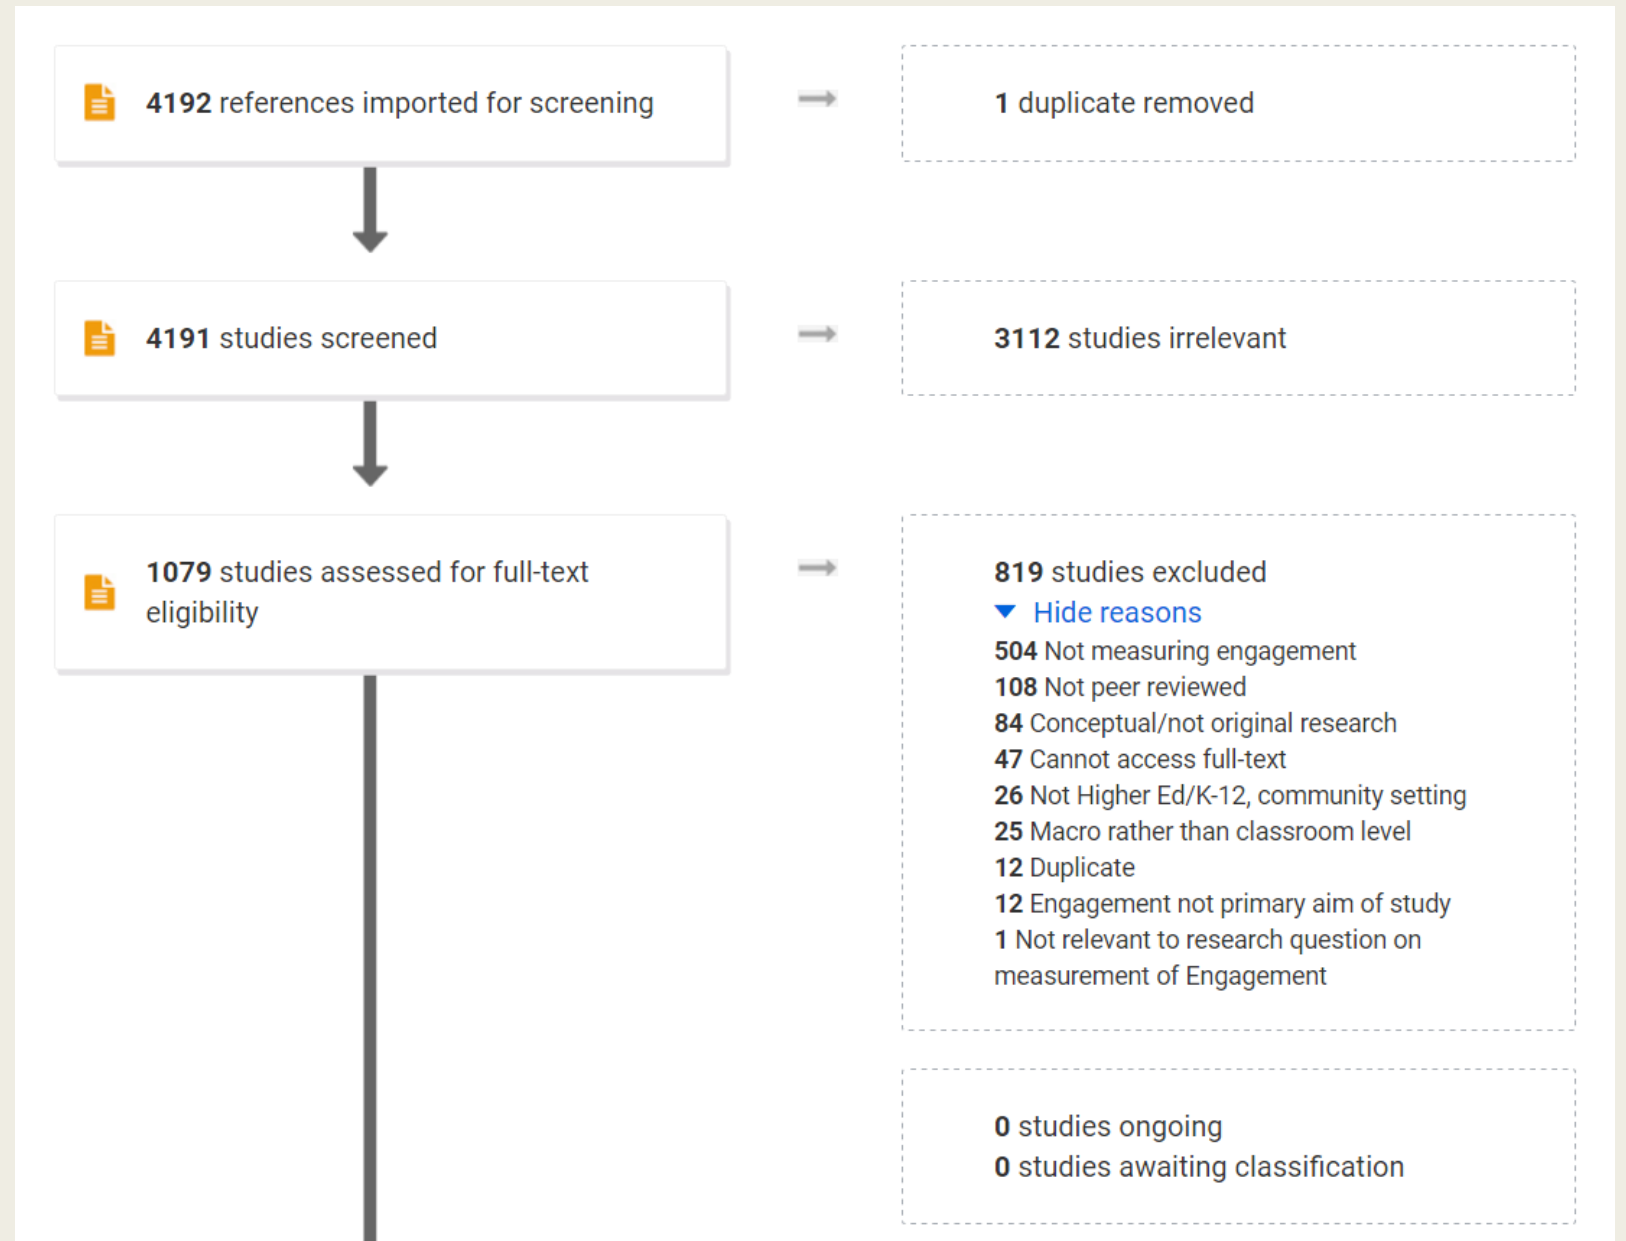 4192 references imported for screening
1 duplicate removed
4191 studies screened
3112 studies irrelevant
1079 studies assessed for full-text
eligibility
819 studies excluded
Hide reasons
504 Not measuring engagement
108 Not peer reviewed
84 Conceptual/not original research
47 Cannot access full-text
26 Not Higher Ed/K-12, community setting
25 Macro rather than classroom level
12 Duplicate
12 Engagement not primary aim of study
1 Not relevant to research question on
measurement of Engagement
0 studies ongoing
0 studies awaiting classification